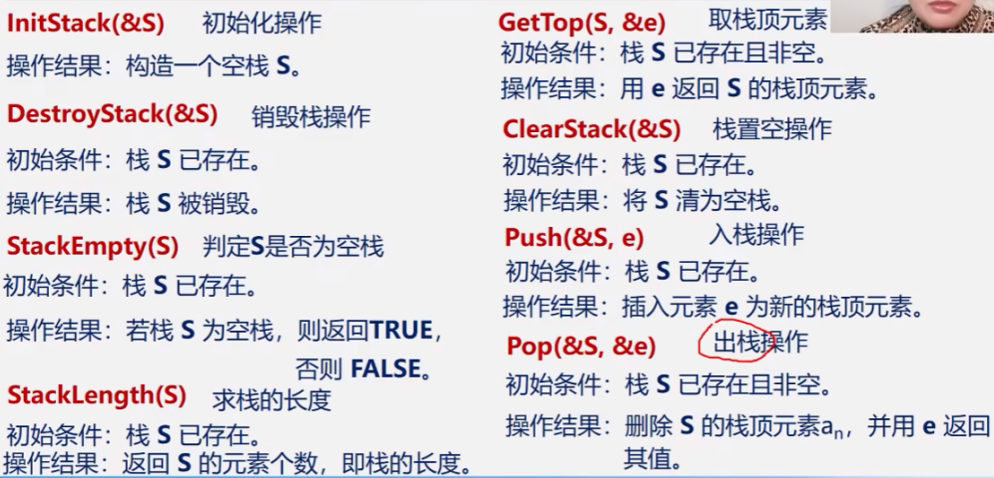 InitStack(&S) 初始化操作
操作结果：构造一个空栈 S。
DestroyStack(&S) 销毁栈操作
初始条件：栈 S 已存在。
操作结果：栈 S 被销毁。
StackEmpty(S) 判定S是否为空栈
初始条件：栈 S 已存在。
操作结果：若栈 S 为空栈，则返回TRUE，
否则 FALSE。
StackLength(S) 求栈的长度
初始条件：栈 S 已存在。
操作结果：返回 S 的元素个数，即栈的长度。
GetTop(S, &e) 取栈顶元素
初始条件：栈 S 已存在且非空。
操作结果：用 e 返回 S 的栈顶元素。
ClearStack(&S) 栈置空操作
初始条件：栈 S 已存在。
操作结果：将 S 清为空栈。
Push(&S, e) 入栈操作
初始条件：栈 S 已存在。
操作结果：插入元素 e 为新的栈顶元素。
Pop(&S, &e) 出栈操作
初始条件：栈 S 已存在且非空。
操作结果：删除 S 的栈顶元素aₙ，并用 e 返回
其值。